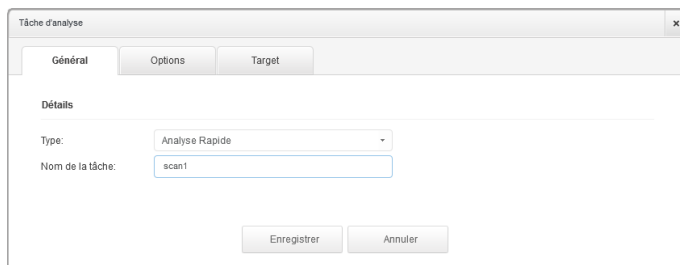 Tâche d'analyse
×
Général Options Target
Détails
Type: Analyse Rapide
Nom de la tâche: scan1
Enregistrer Annuler